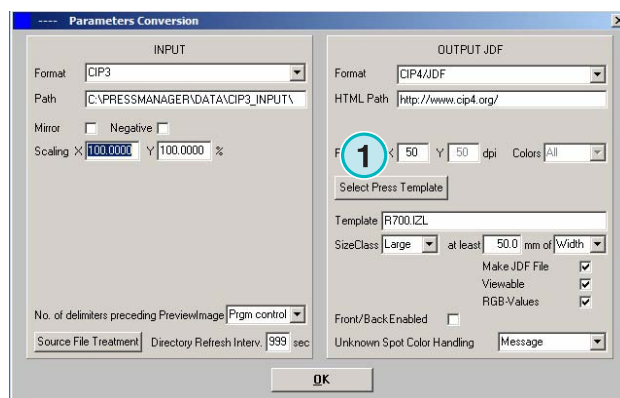 ---- Parameters Conversion
INPUT
Format CIP3
Path C:\PRESSMANAGER\DATA\CIP3_INPUT\
Mirror Negative
Scaling X 100.0000 Y 100.0000 %
No. of delimiters preceding PreviewImage Prgm control
Source File Treatment Directory Refresh Interv. 999 sec
OUTPUT JDF
Format CIP4/JDF
HTML Path http://www.cip4.org/
1 50 Y 50 dpi Colors All
Select Press Template
Template R700.IZL
SizeClass Large at least 50.0 mm of Width
Make JDF File
Viewable
RGB-Values
Front/Back Enabled
Unknown Spot Color Handling Message
OK